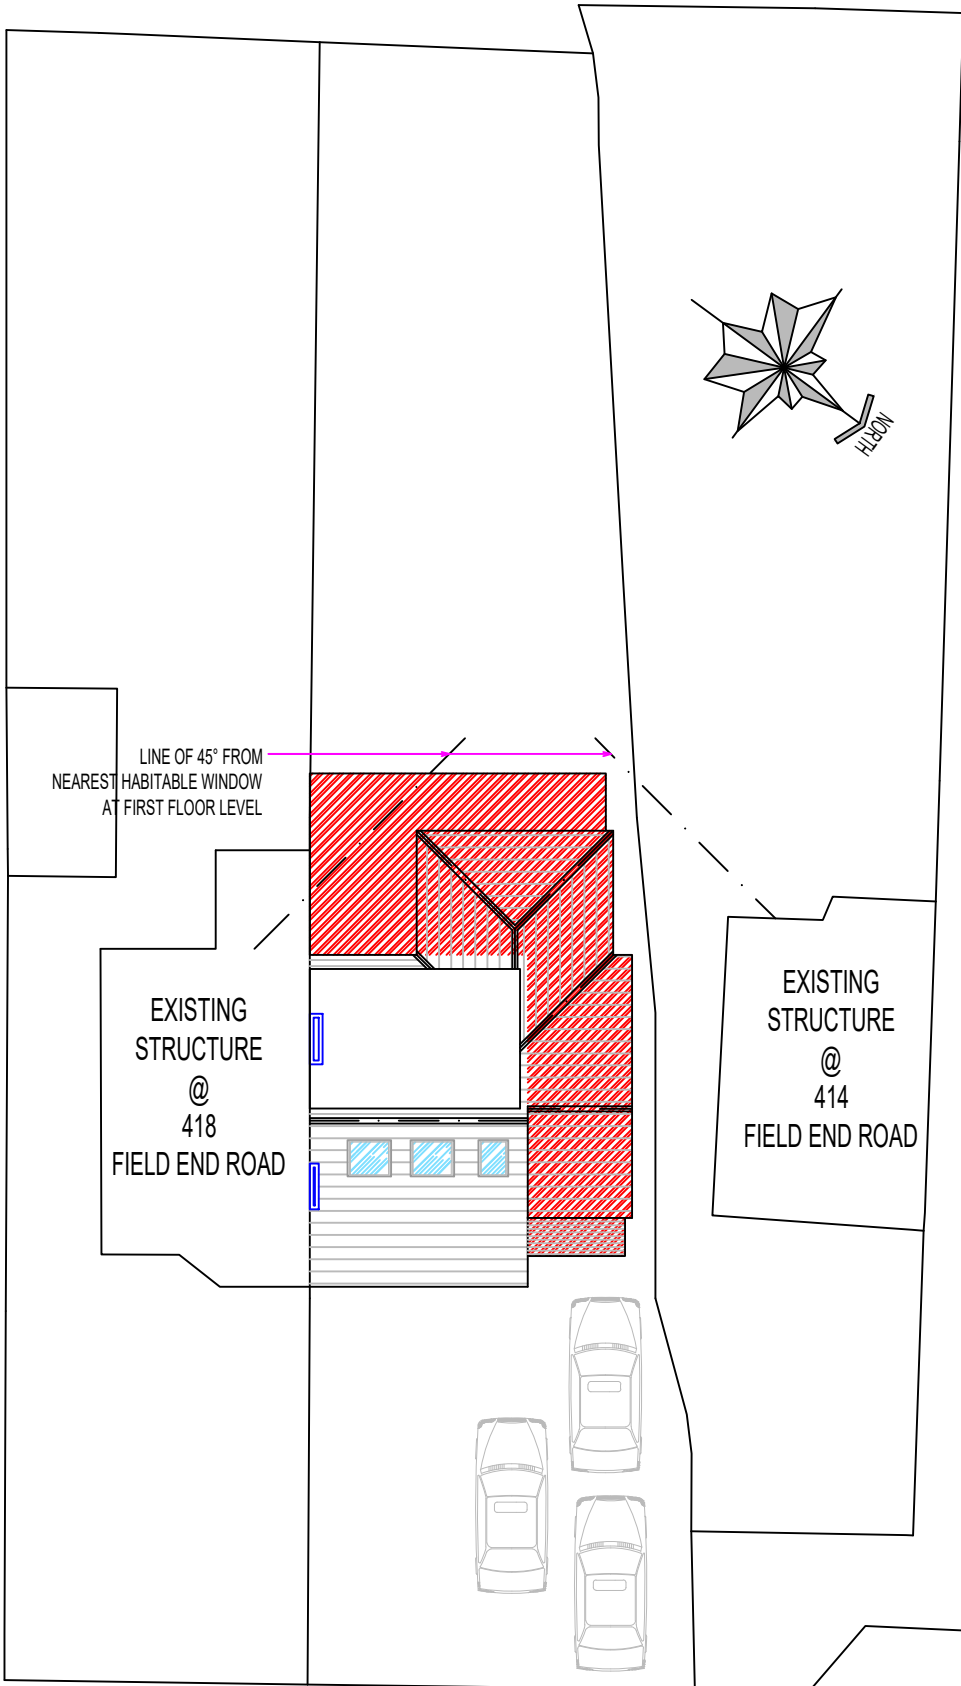 NORTH
LINE OF 45° FROM
NEAREST HABITABLE WINDOW
AT FIRST FLOOR LEVEL
EXISTING
STRUCTURE
@
418
FIELD END ROAD
EXISTING
STRUCTURE
@
414
FIELD END ROAD